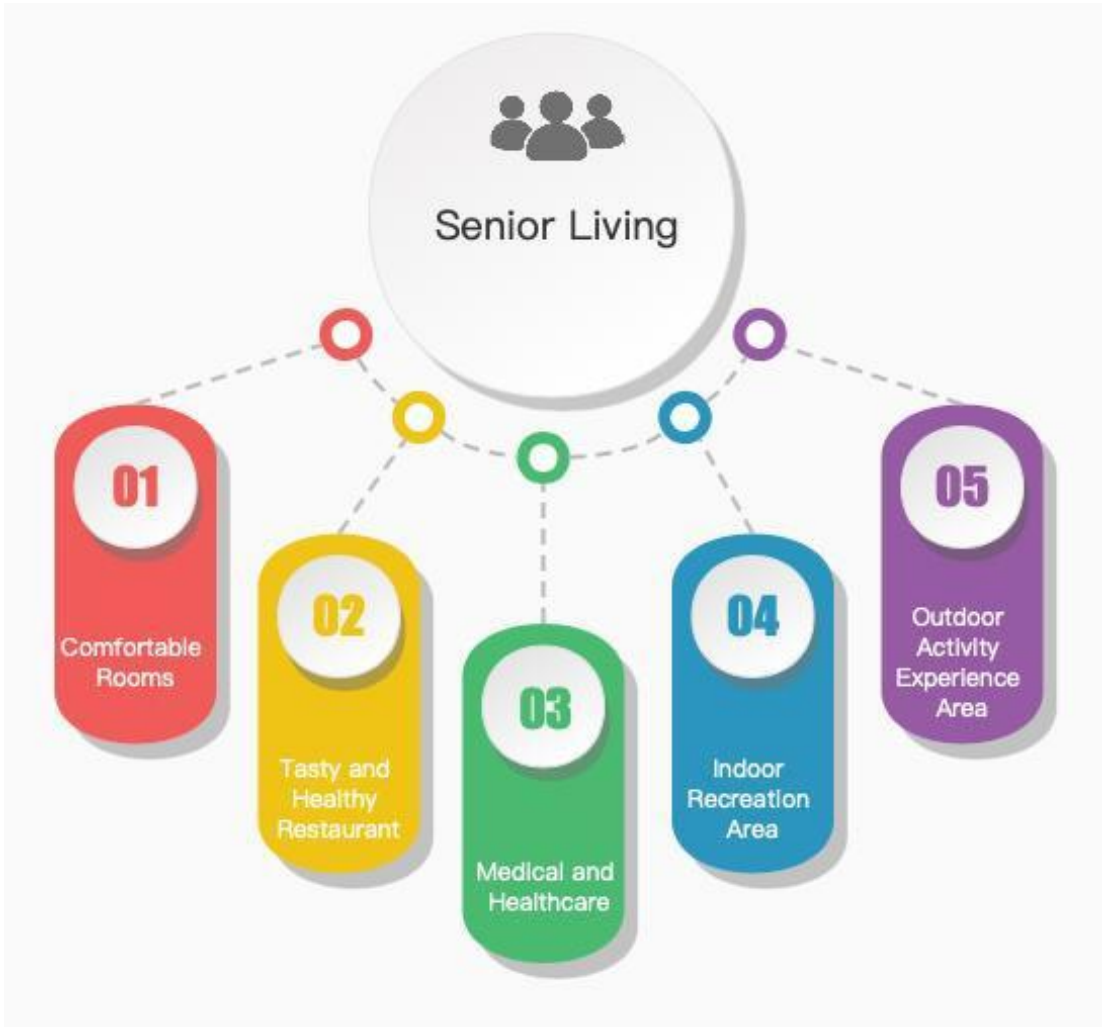 Senior Living
01
Comfortable
Rooms
02
Tasty and
Healthy
Restaurant
03
Medical and
Healthcare
04
Indoor
Recreation
Area
05
Outdoor
Activity
Experience
Area